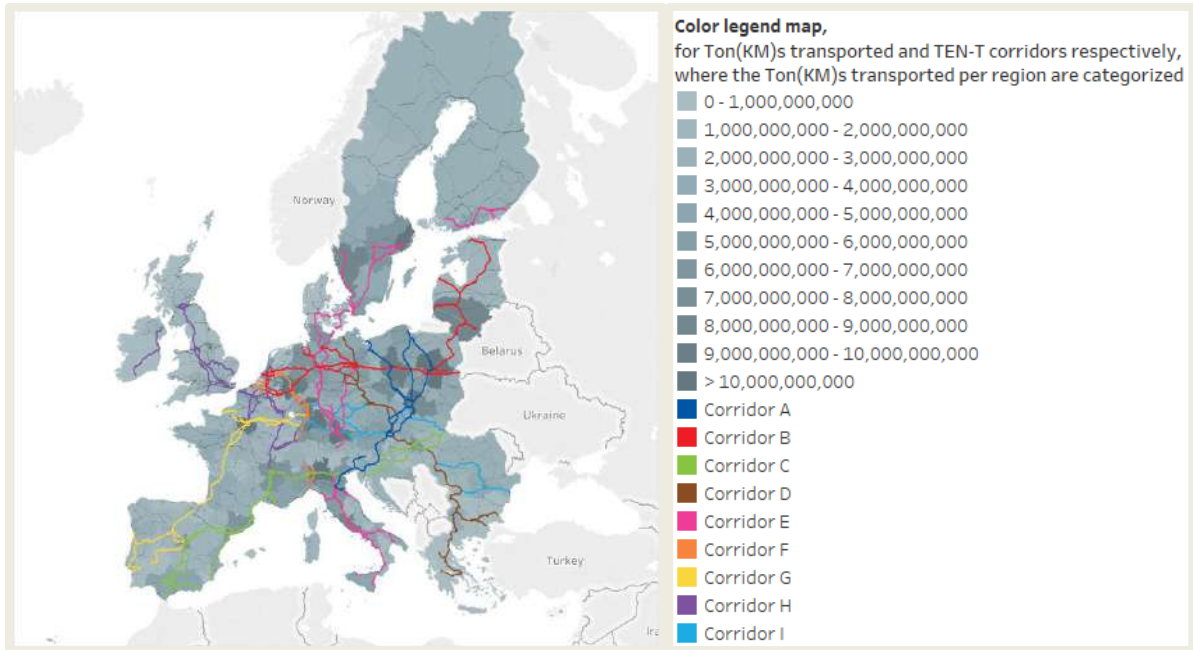 Norway
Belarus
Ukraine
Turkey
Ira
Color legend map,
for Ton(KM)s transported and TEN-T corridors respectively,
where the Ton(KM)s transported per region are categorized
0 - 1,000,000,000
1,000,000,000 - 2,000,000,000
2,000,000,000 - 3,000,000,000
3,000,000,000 - 4,000,000,000
4,000,000,000 - 5,000,000,000
5,000,000,000 - 6,000,000,000
6,000,000,000 - 7,000,000,000
7,000,000,000 - 8,000,000,000
8,000,000,000 - 9,000,000,000
9,000,000,000 - 10,000,000,000
> 10,000,000,000
Corridor A
Corridor B
Corridor C
Corridor D
Corridor E
Corridor F
Corridor G
Corridor H
Corridor I